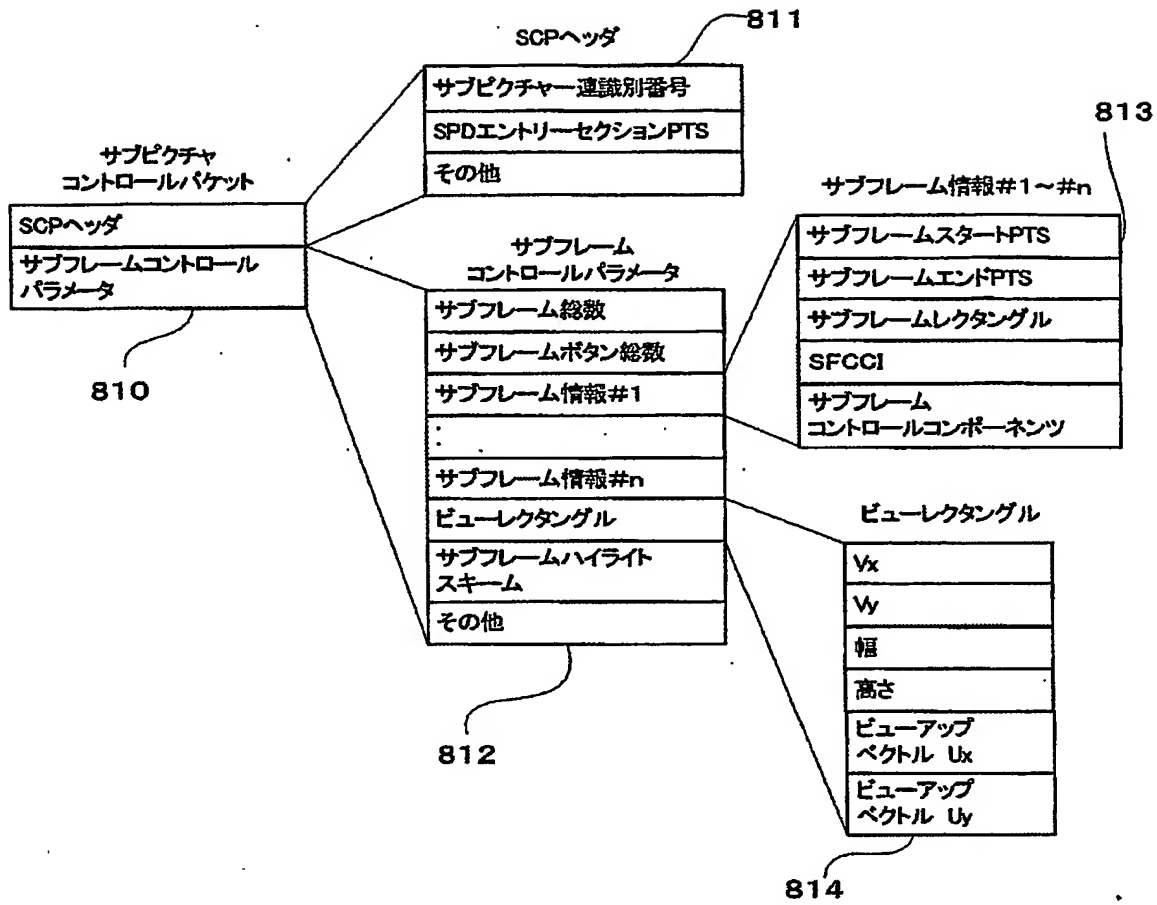 811
SCPヘッダ
サブピクチャー連識別番号
SPDエントリーセクションPTS
その他
サブピクチャ
コントロールパケット
SCPヘッダ
サブフレームコントロール
パラメータ
810
サブフレーム
コントロールパラメータ
サブフレーム総数
サブフレームボタン総数
サブフレーム情報#1
:
サブフレーム情報#n
ビューレクタングル
サブフレームハイライト
スキーム
その他
812
813
サブフレーム情報#1~#n
サブフレームスタートPTS
サブフレームエンドPTS
サブフレームレクタングル
SFCCI
サブフレーム
コントロールコンポーネンツ
ビューレクタングル
Vx
Vy
幅
高さ
ビューアップ
ベクトル Ux
ビューアップ
ベクトル Uy
814